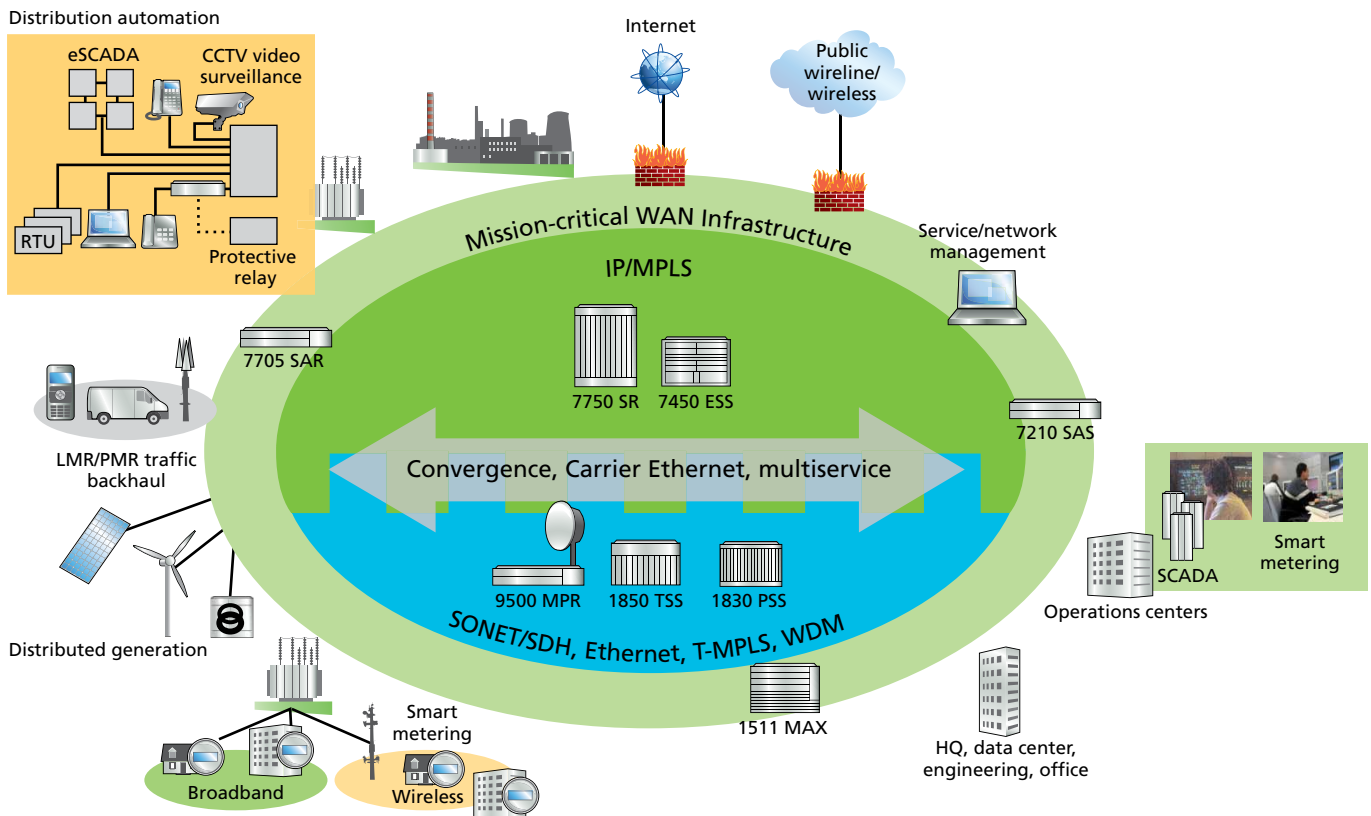 Distribution automation
eSCADA
CCTV video
surveillance
RTU
Protective
relay
Internet
Public
wireline/
wireless
Mission-critical WAN Infrastructure
IP/MPLS
Service/network
management
7705 SAR
7750 SR
7450 ESS
7210 SAS
LMR/PMR traffic
backhaul
Convergence, Carrier Ethernet, multiservice
SCADA
Smart
metering
Operations centers
9500 MPR
1850 TSS
1830 PSS
SONET/SDH, Ethernet, T-MPLS, WDM
Distributed generation
1511 MAX
Smart
metering
Broadband
Wireless
HQ, data center,
engineering, office